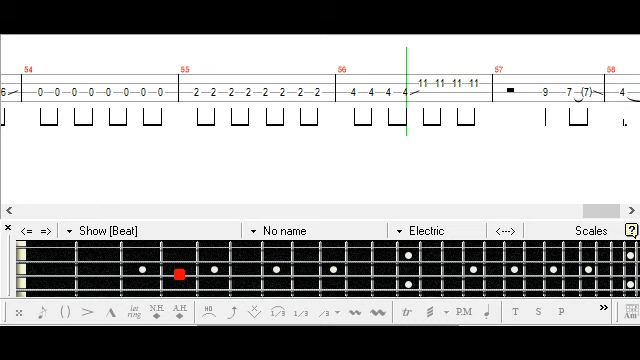 54 55 56 57 58
11 11 11 11
6 0 0 0 0 0 0 0 0 2 2 2 2 2 2 2 2 4 4 4 4 9 7 (7) 4
< >
× <= => Show [Beat] No name Electric <---> Scales ?
× ( ) > ʌ let ring N.H. A.H. H0 1/3 1/3 /3 tr P.M T S P » Am